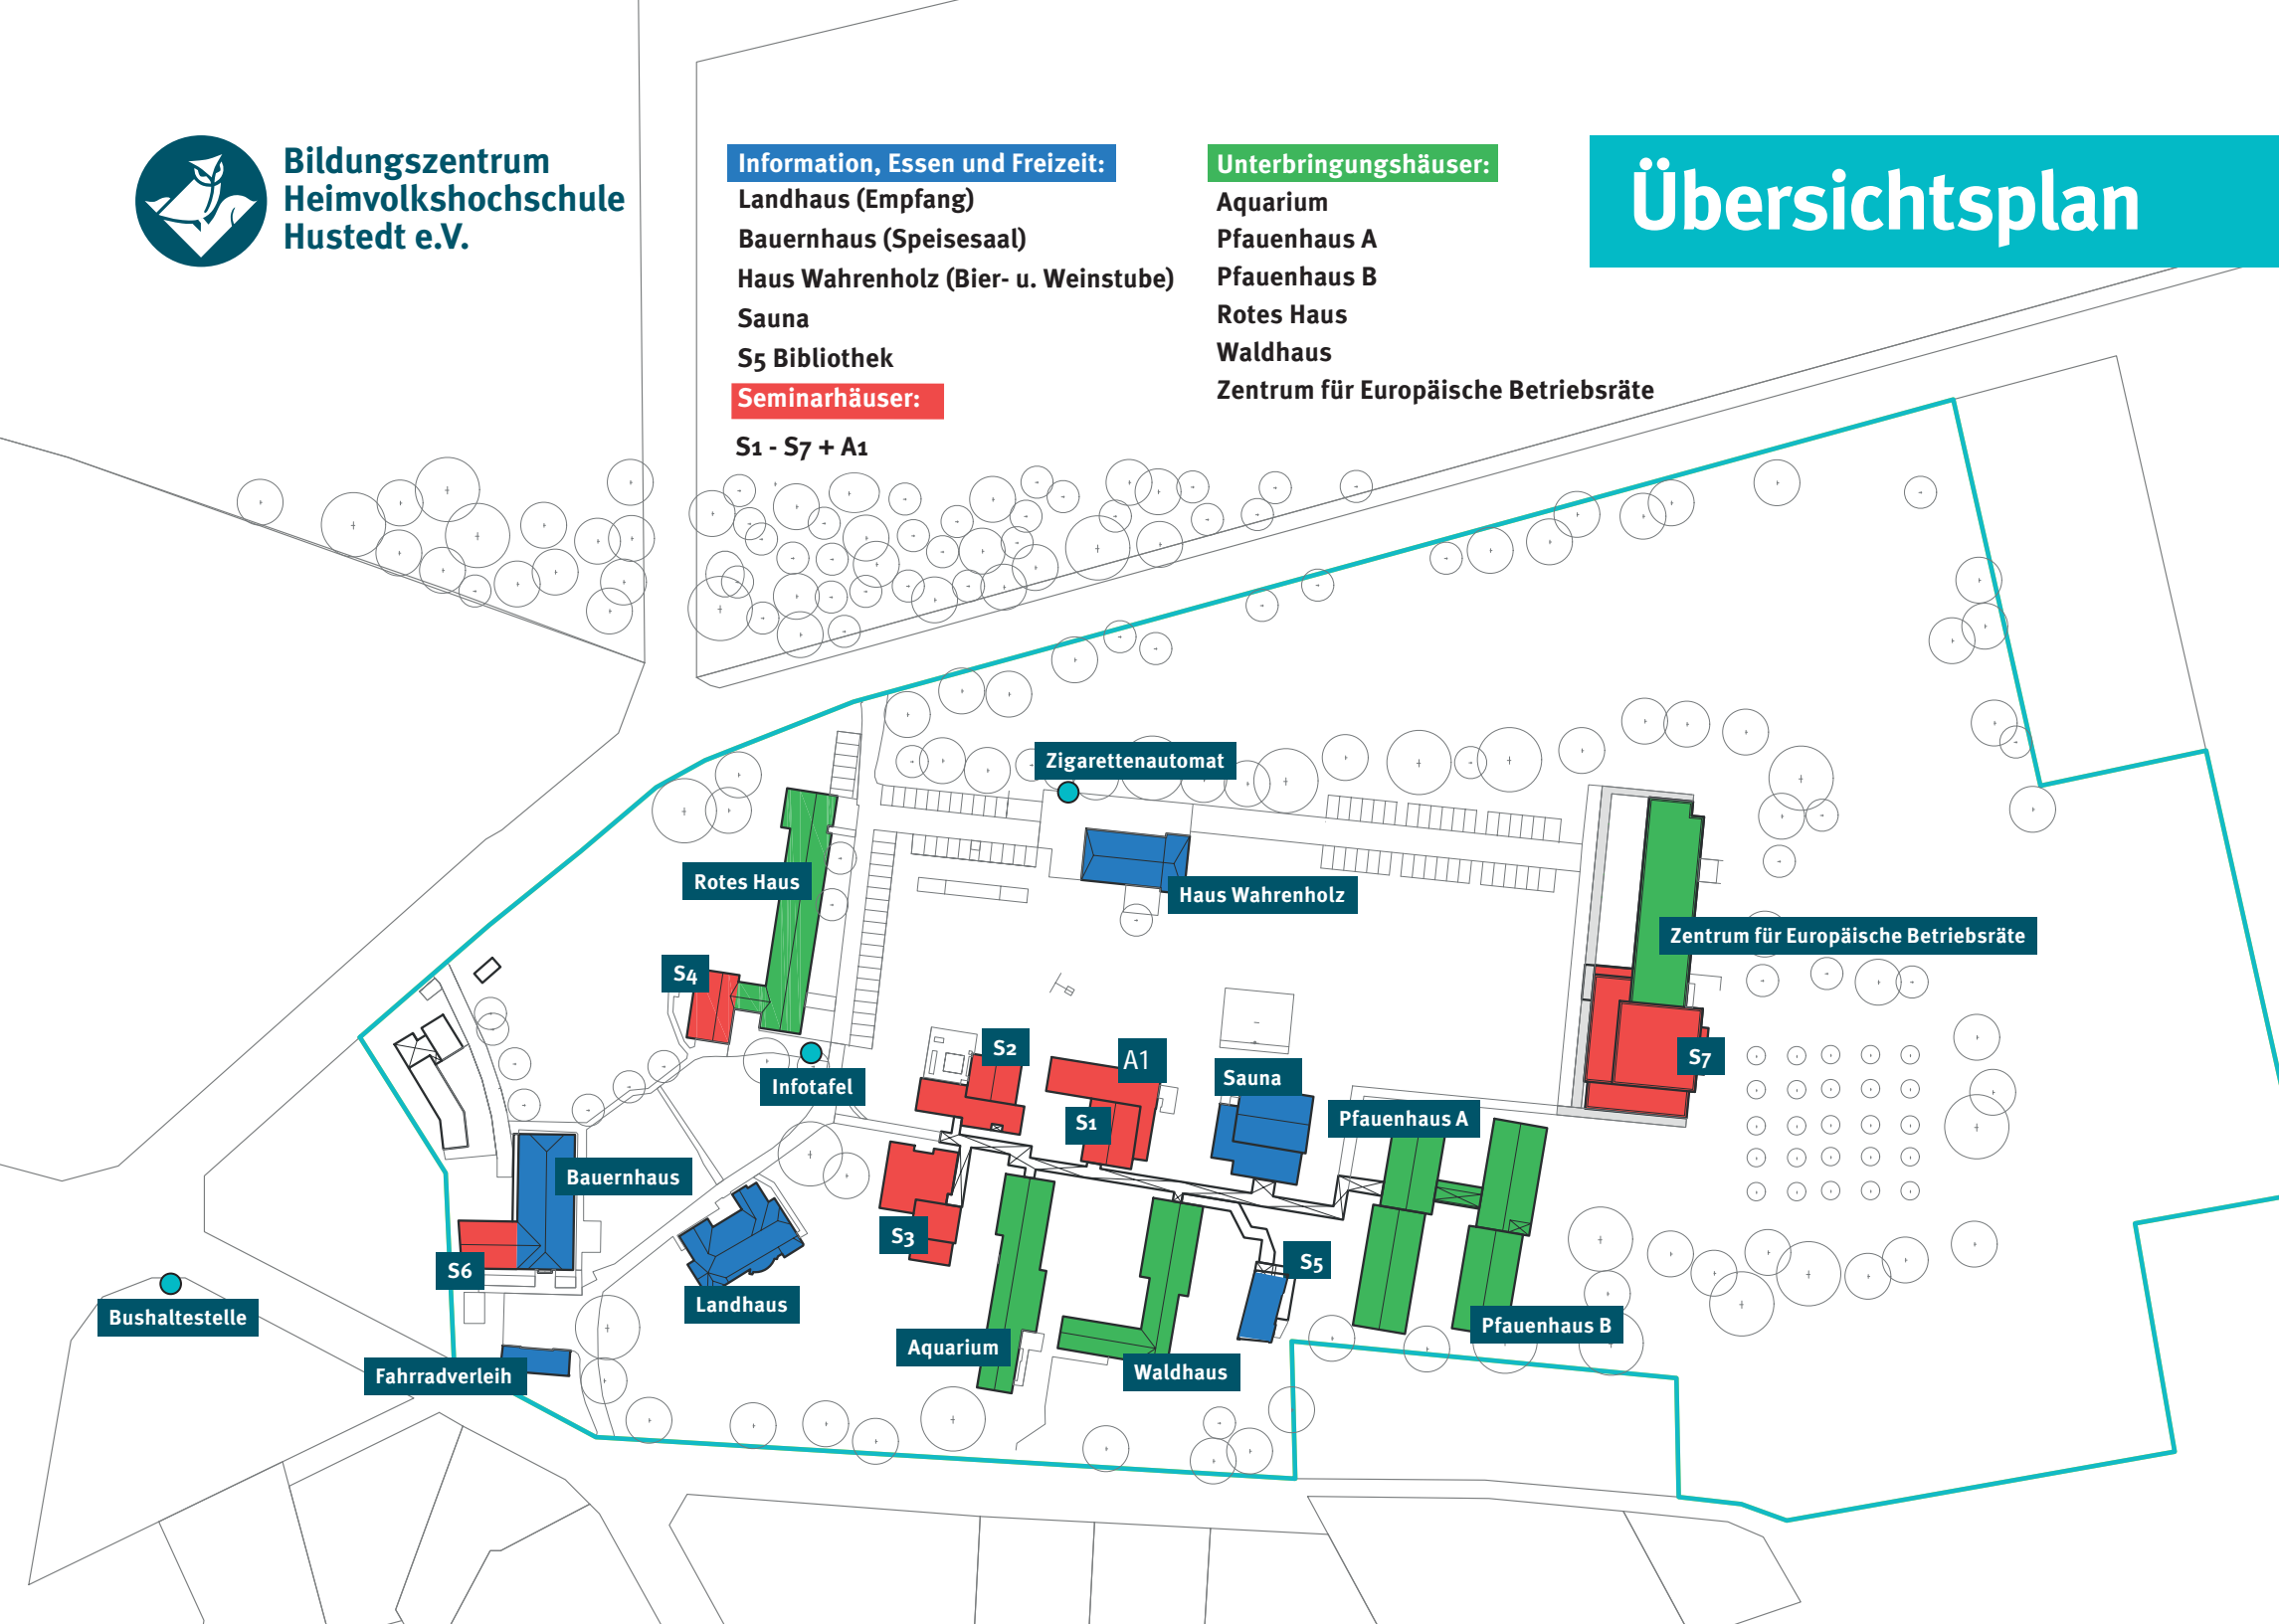 Bildungszentrum
Heimvolkshochschule
Hustedt e.V.
Information, Essen und Freizeit:
Landhaus (Empfang)
Bauernhaus (Speisesaal)
Haus Wahrenholz (Bier- u. Weinstube)
Sauna
S5 Bibliothek
Seminarhäuser:
S1 - S7 + A1
Unterbringungshäuser:
Aquarium
Pfauenhaus A
Pfauenhaus B
Rotes Haus
Waldhaus
Zentrum für Europäische Betriebsräte
Übersichtsplan
Zigarettenautomat
Rotes Haus
Haus Wahrenholz
Zentrum für Europäische Betriebsräte
S4
S2
A1
S7
Infotafel
Sauna
S1
Pfauenhaus A
Bauernhaus
S3
S6
S5
Landhaus
Bushaltestelle
Aquarium
Pfauenhaus B
Fahrradverleih
Waldhaus